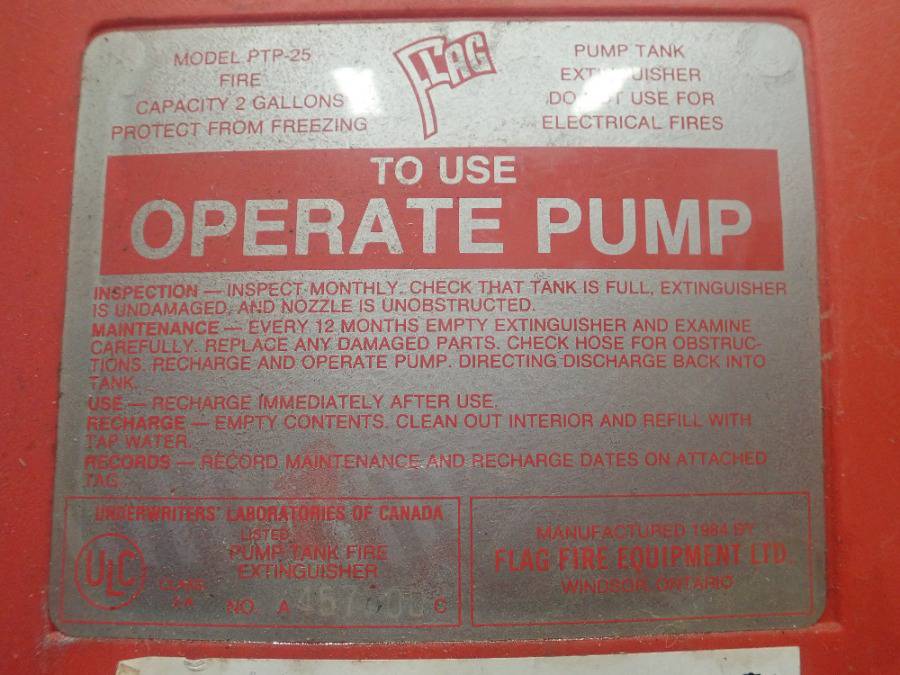 MODEL PTP-25
FIRE
CAPACITY 2 GALLONS
PROTECT FROM FREEZING
FLAG
PUMP TANK
EXTINGUISHER
DO NOT USE FOR
ELECTRICAL FIRES
TO USE
OPERATE PUMP
INSPECTION — INSPECT MONTHLY. CHECK THAT TANK IS FULL, EXTINGUISHER
IS UNDAMAGED, AND NOZZLE IS UNOBSTRUCTED.
MAINTENANCE — EVERY 12 MONTHS EMPTY EXTINGUISHER AND EXAMINE
CAREFULLY. REPLACE ANY DAMAGED PARTS. CHECK HOSE FOR OBSTRUC-
TIONS. RECHARGE AND OPERATE PUMP. DIRECTING DISCHARGE BACK INTO
TANK.
USE — RECHARGE IMMEDIATELY AFTER USE.
RECHARGE — EMPTY CONTENTS. CLEAN OUT INTERIOR AND REFILL WITH
TAP WATER.
RECORDS — RECORD MAINTENANCE AND RECHARGE DATES ON ATTACHED
TAG
UNDERWRITERS' LABORATORIES OF CANADA
LISTED
PUMP TANK FIRE
EXTINGUISHER
ULC
CLASS
NO. A C
MANUFACTURED 1984 BY
FLAG FIRE EQUIPMENT LTD.
WINDSOR, ONTARIO